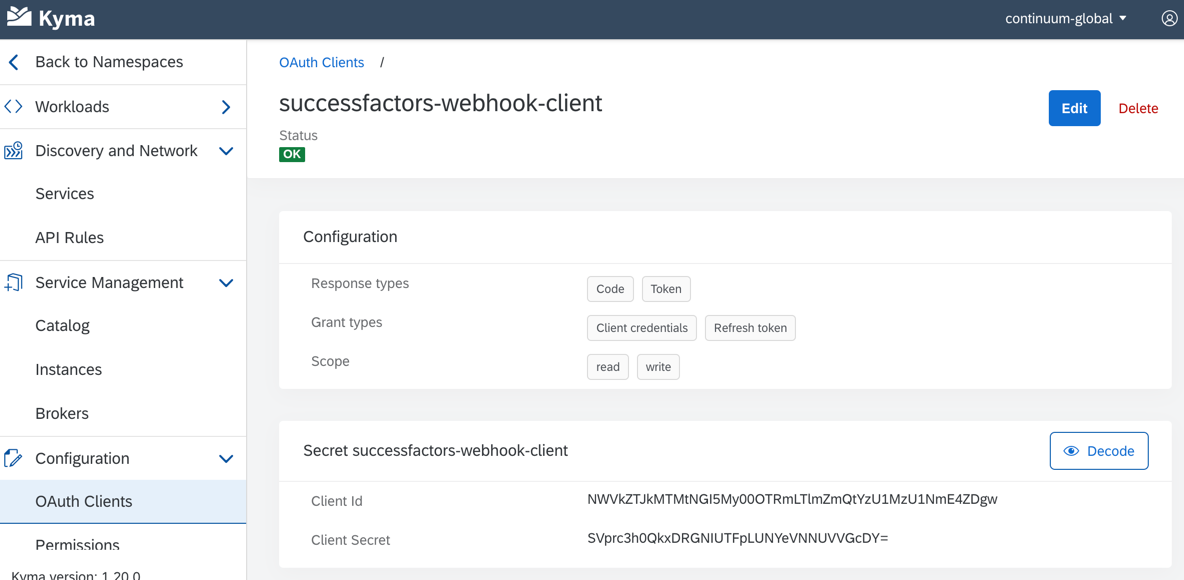 Kyma
continuum-global
Back to Namespaces
Workloads
Discovery and Network
Services
API Rules
Service Management
Catalog
Instances
Brokers
Configuration
OAuth Clients
Permissions
Kyma version: 1.20.0
OAuth Clients /
successfactors-webhook-client
Edit
Delete
Status
OK
Configuration
Response types Code Token
Grant types Client credentials Refresh token
Scope read write
Secret successfactors-webhook-client
Decode
Client Id NWVkZTJkMTMtNGI5My00OTRmLTlmZmQtYzU1MzU1NmE4ZDgw
Client Secret SVprc3h0QkxDRGNIUTFpLUNYeVNNUVVGcDY=